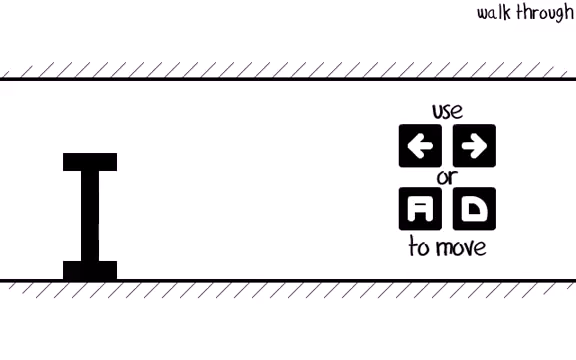 walk through
use
← →
or
A D
to move
I